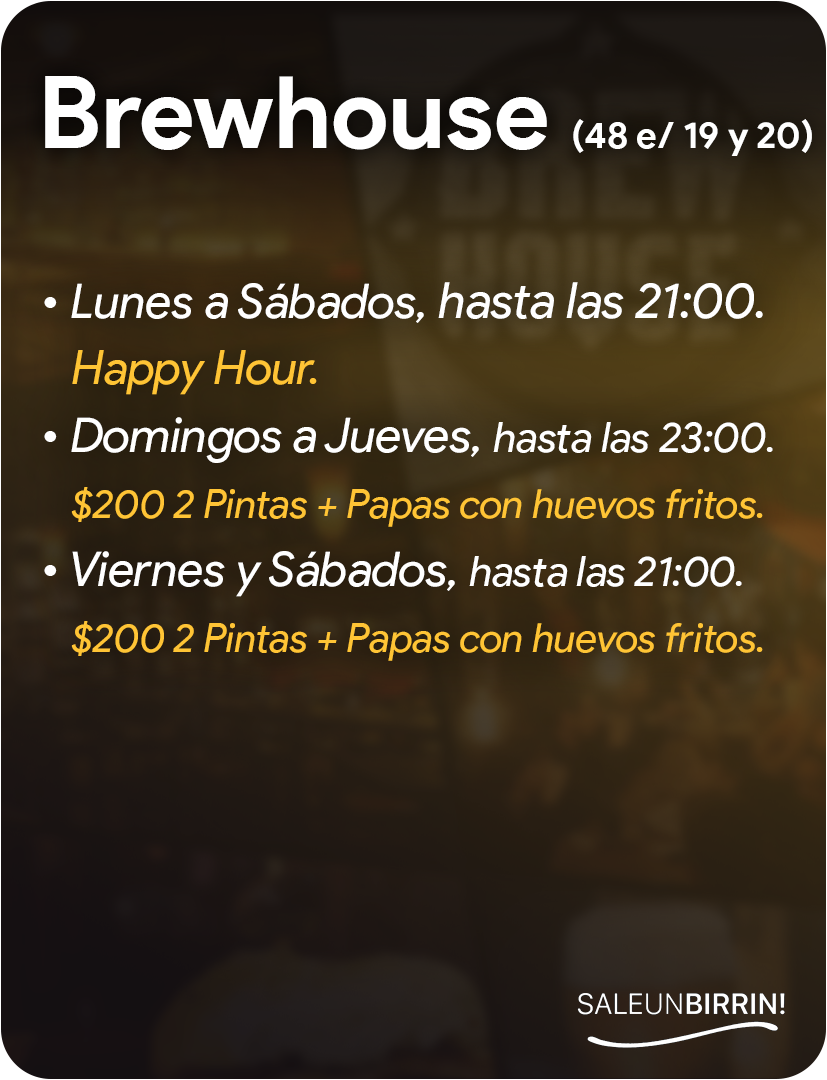 Brewhouse (48 e/ 19 y 20)
BREW
HOUSE
• Lunes a Sábados, hasta las 21:00.
Happy Hour.
• Domingos a Jueves, hasta las 23:00.
$200 2 Pintas + Papas con huevos fritos.
• Viernes y Sábados, hasta las 21:00.
$200 2 Pintas + Papas con huevos fritos.
SALEUNBIRRIN!